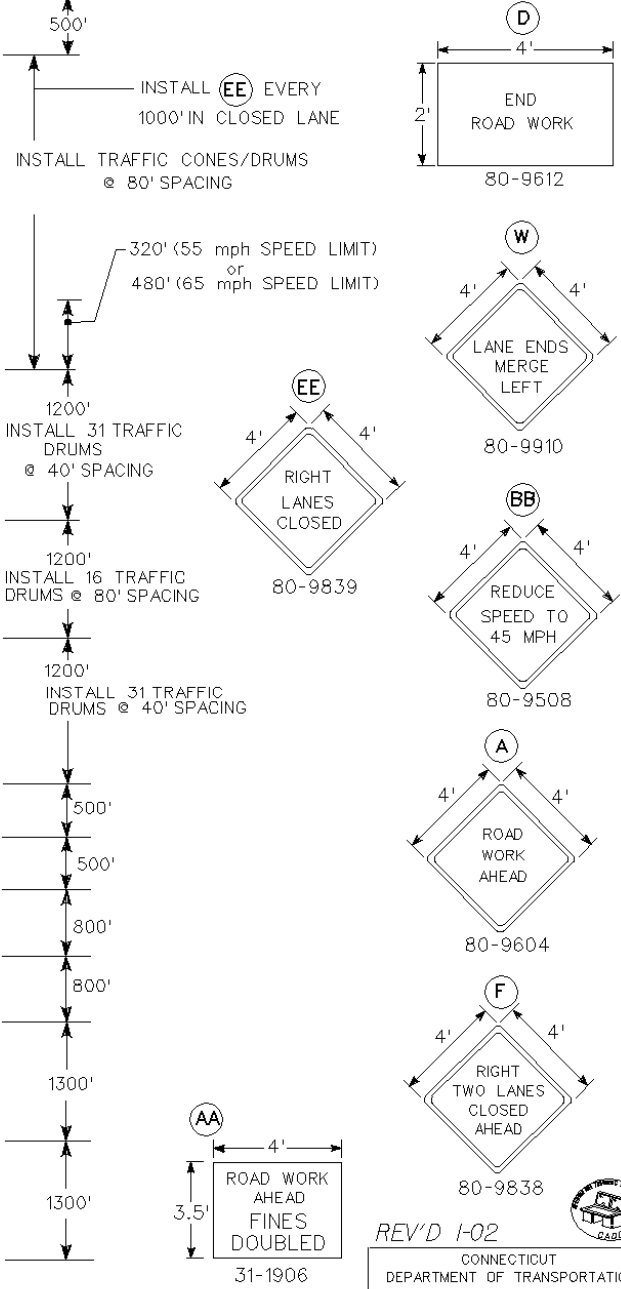 500'
INSTALL EE EVERY
1000' IN CLOSED LANE
INSTALL TRAFFIC CONES/DRUMS
@ 80' SPACING
320' (55 mph SPEED LIMIT)
or
480' (65 mph SPEED LIMIT)
1200'
INSTALL 31 TRAFFIC
DRUMS
@ 40' SPACING
1200'
INSTALL 16 TRAFFIC
DRUMS @ 80' SPACING
1200'
INSTALL 31 TRAFFIC
DRUMS @ 40' SPACING
500'
500'
800'
800'
1300'
1300'
EE
4'
4'
RIGHT
LANES
CLOSED
80-9839
AA
4'
3.5'
ROAD WORK
AHEAD
FINES
DOUBLED
31-1906
D
4'
2'
END
ROAD WORK
80-9612
W
4'
4'
LANE ENDS
MERGE
LEFT
80-9910
BB
4'
4'
REDUCE
SPEED TO
45 MPH
80-9508
A
4'
4'
ROAD
WORK
AHEAD
80-9604
F
4'
4'
RIGHT
TWO LANES
CLOSED
AHEAD
80-9838
REV'D 1-02
CONNECTICUT
DEPARTMENT OF TRANSPORTATIO